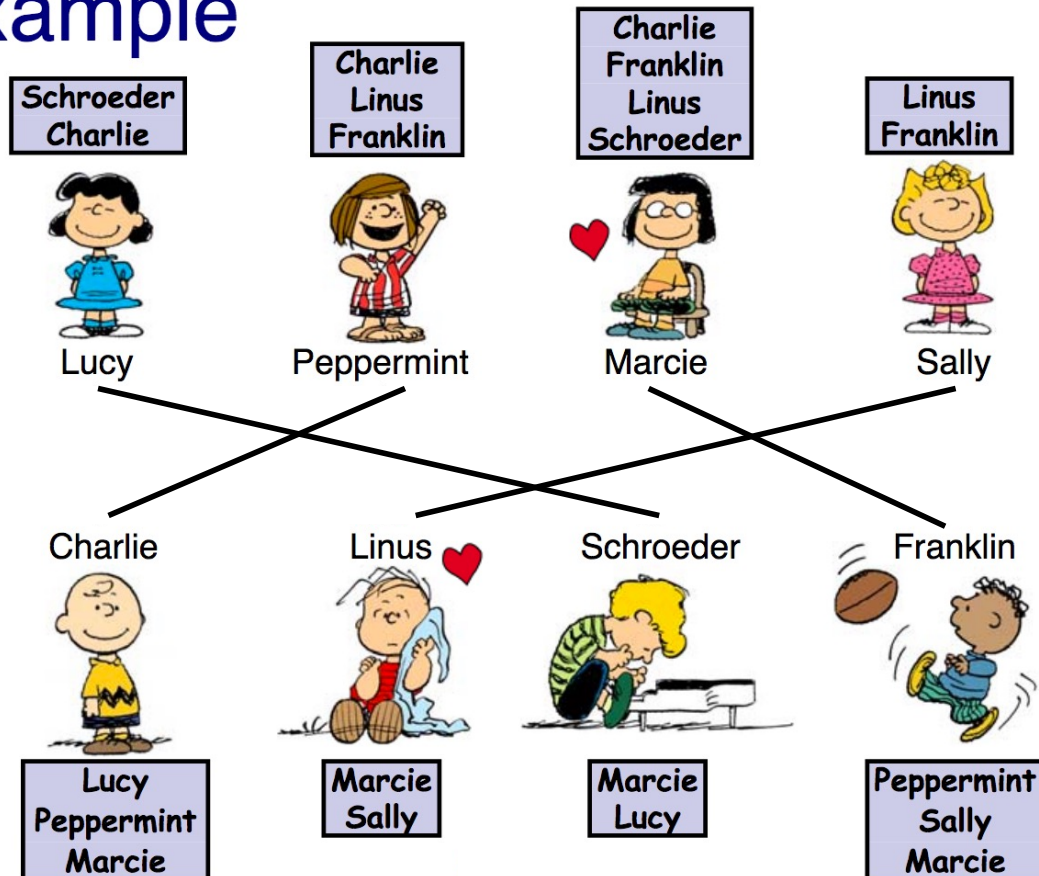 xample
Schroeder
Charlie
Charlie
Linus
Franklin
Charlie
Franklin
Linus
Schroeder
Linus
Franklin
Lucy
Peppermint
Marcie
Sally
Charlie
Linus
Schroeder
Franklin
Lucy
Peppermint
Marcie
Marcie
Sally
Marcie
Lucy
Peppermint
Sally
Marcie